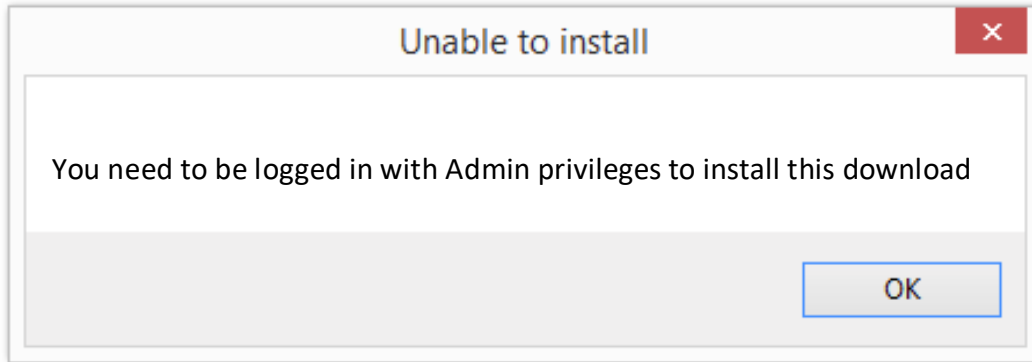 Unable to install
You need to be logged in with Admin privileges to install this download
OK